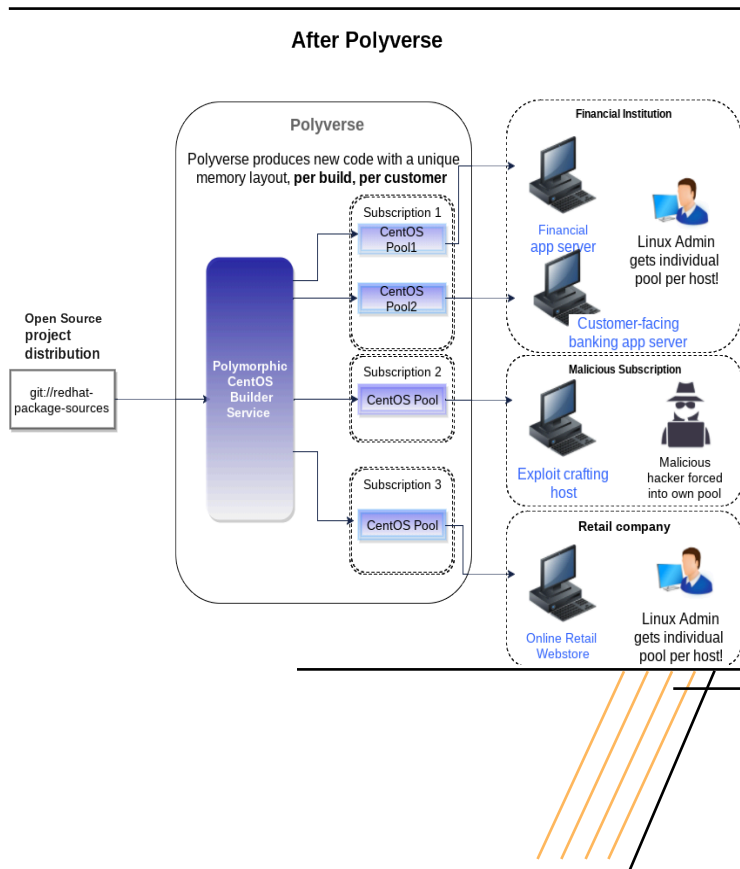 After Polyverse
Polyverse
Polyverse produces new code with a unique
memory layout, per build, per customer
Open Source
project
distribution
git://redhat-
package-sources
Polymorphic
CentOS
Builder
Service
Subscription 1
CentOS
Pool1
CentOS
Pool2
Subscription 2
CentOS Pool
Subscription 3
CentOS Pool
Financial Institution
Financial
app server
Linux Admin
gets individual
pool per host!
Customer-facing
banking app server
Malicious Subscription
Exploit crafting
host
Malicious
hacker forced
into own pool
Retail company
Online Retail
Webstore
Linux Admin
gets individual
pool per host!